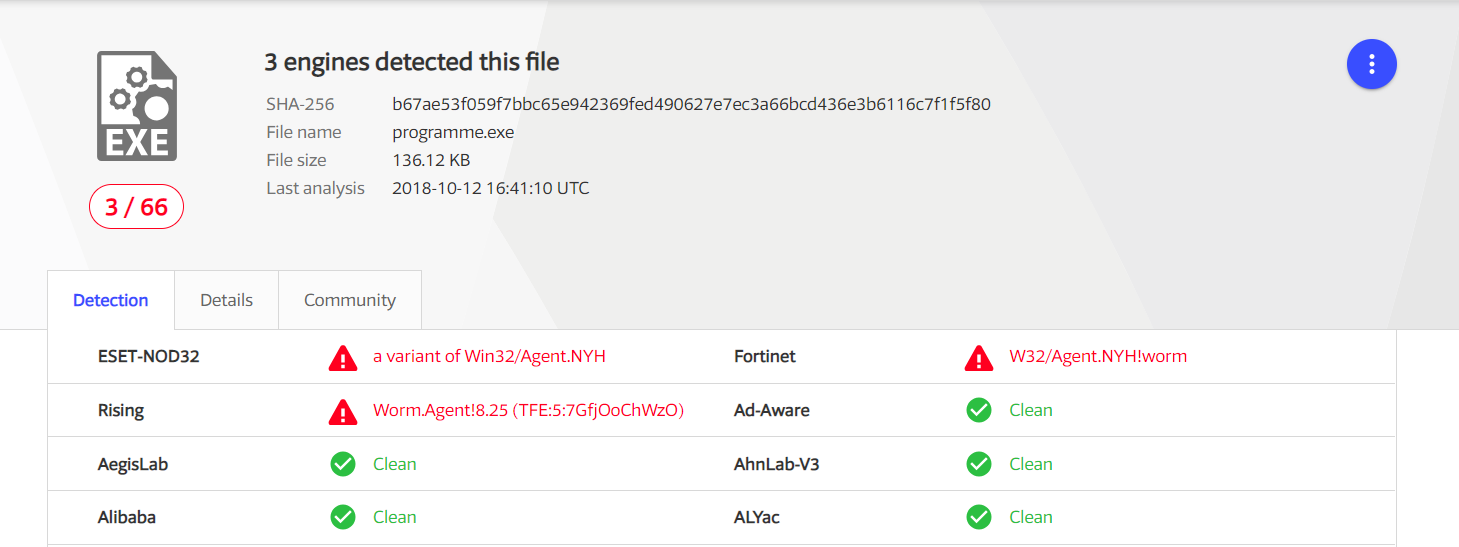 3 engines detected this file
SHA-256 b67ae53f059f7bbc65e942369fed490627e7ec3a66bcd436e3b6116c7f1f5f80
File name programme.exe
File size 136.12 KB
Last analysis 2018-10-12 16:41:10 UTC
EXE
3 / 66
Detection Details Community
ESET-NOD32 a variant of Win32/Agent.NYH Fortinet W32/Agent.NYH!worm
Rising Worm.Agent!8.25 (TFE:5:7GfjOoChWzO) Ad-Aware Clean
AegisLab Clean AhnLab-V3 Clean
Alibaba Clean ALYac Clean